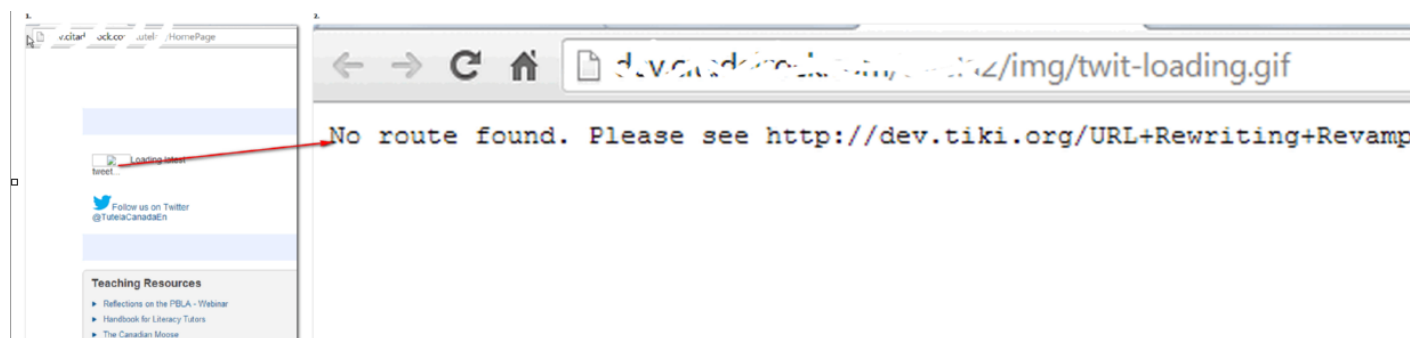 1.
/HomePage
Loading latest
tweet...
Follow us on Twitter
@TutelaCanadaEn
Teaching Resources
Reflections on the PBLA - Webinar
Handbook for Literacy Tutors
The Canadian Moose
2.
/img/twit-loading.gif
No route found. Please see http://dev.tiki.org/URL+Rewriting+Revamp